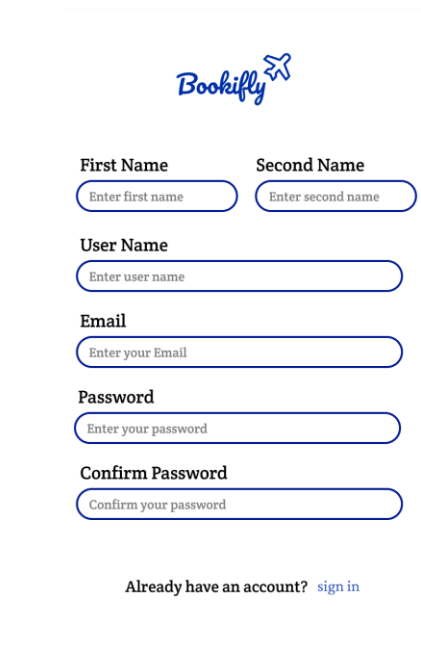 Bookifly
First Name Second Name
Enter first name Enter second name
User Name
Enter user name
Email
Enter your Email
Password
Enter your password
Confirm Password
Confirm your password
Already have an account? sign in